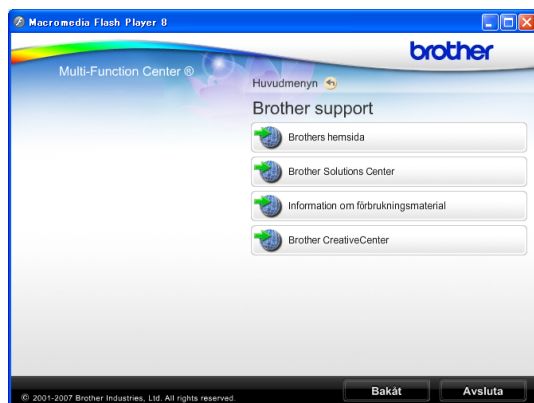 Macromedia Flash Player 8
brother
Multi-Function Center ®
Huvudmenyn
Brother support
Brothers hemsida
Brother Solutions Center
Information om förbrukningsmaterial
Brother CreativeCenter
© 2001-2007 Brother Industries, Ltd. All rights reserved.
Bakåt
Avsluta